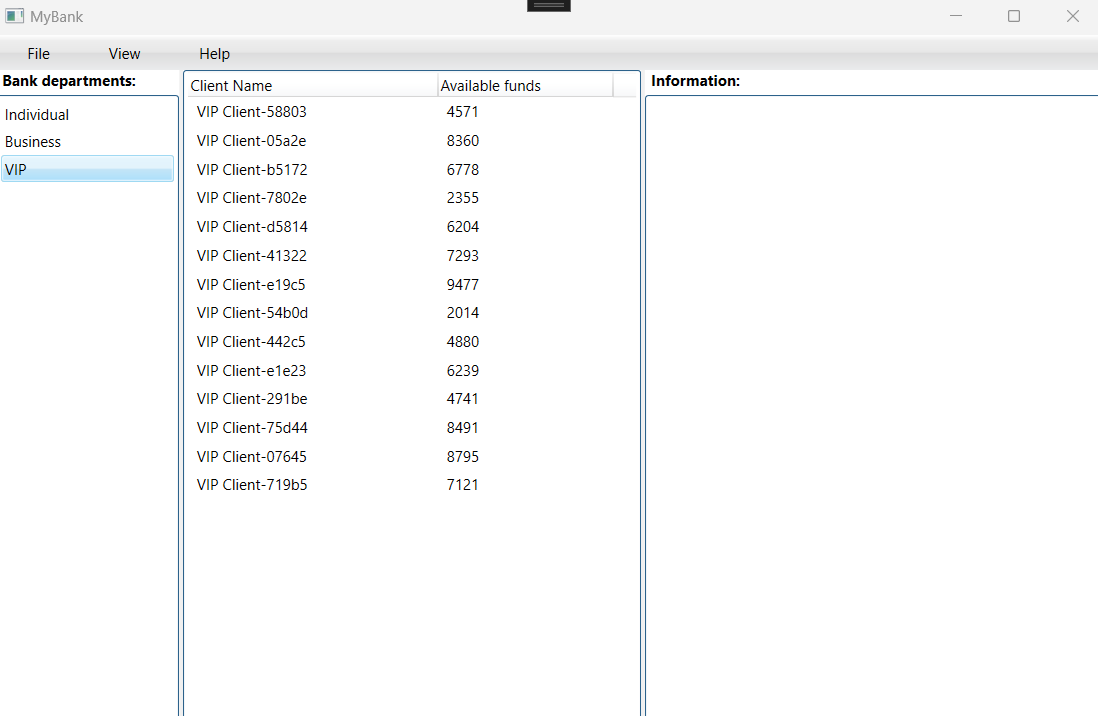 MyBank
File View Help
Bank departments:
Individual
Business
VIP
Client Name Available funds
VIP Client-58803 4571
VIP Client-05a2e 8360
VIP Client-b5172 6778
VIP Client-7802e 2355
VIP Client-d5814 6204
VIP Client-41322 7293
VIP Client-e19c5 9477
VIP Client-54b0d 2014
VIP Client-442c5 4880
VIP Client-e1e23 6239
VIP Client-291be 4741
VIP Client-75d44 8491
VIP Client-07645 8795
VIP Client-719b5 7121
Information: